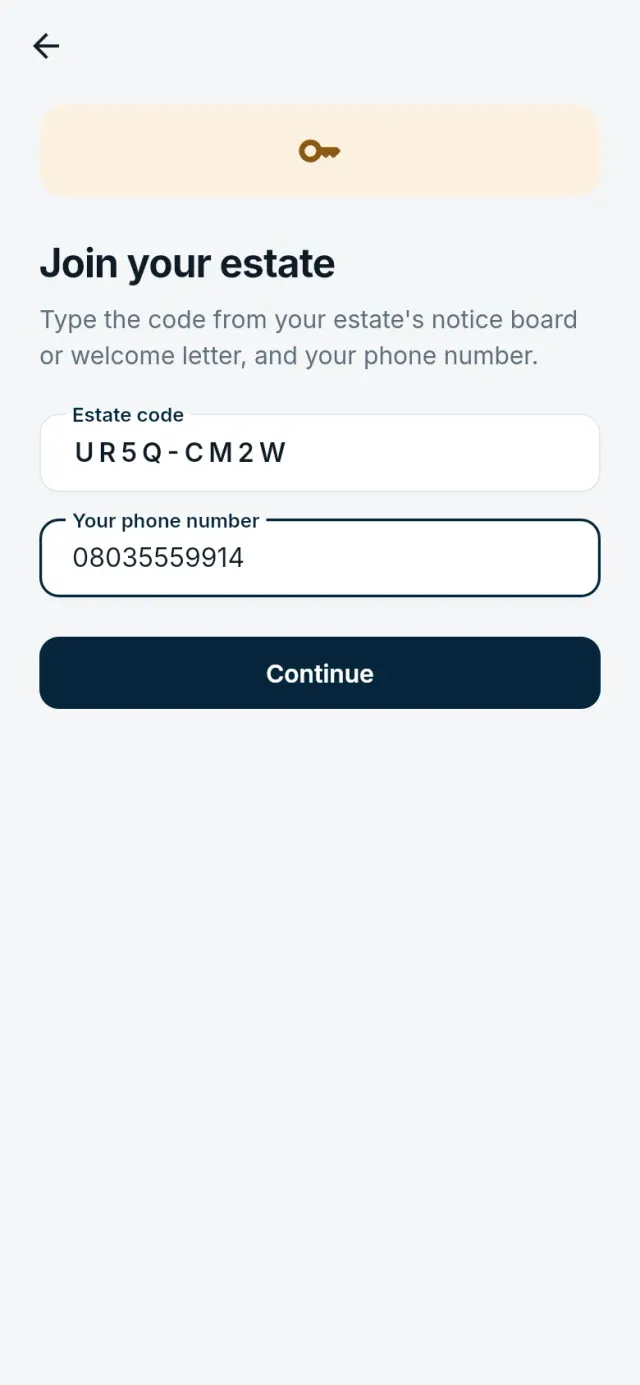 Join your estate
Type the code from your estate's notice board
or welcome letter, and your phone number.
Estate code
UR5Q-CM2W
Your phone number
08035559914
Continue